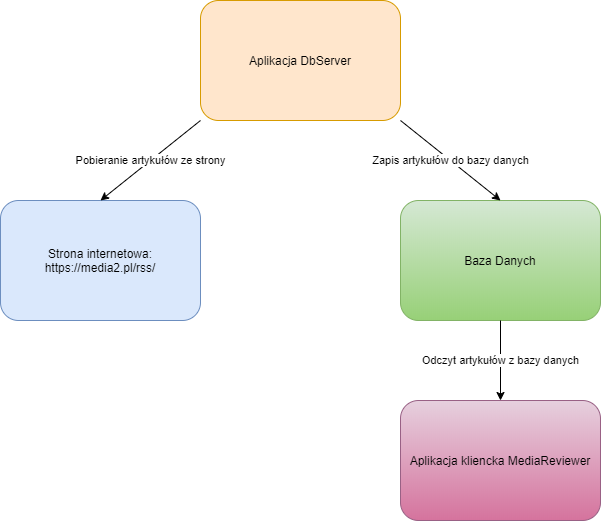 Aplikacja DbServer
Pobieranie artykułów ze strony
Zapis artykułów do bazy danych
Strona internetowa:
https://media2.pl/rss/
Baza Danych
Odczyt artykułów z bazy danych
Aplikacja kliencka MediaReviewer